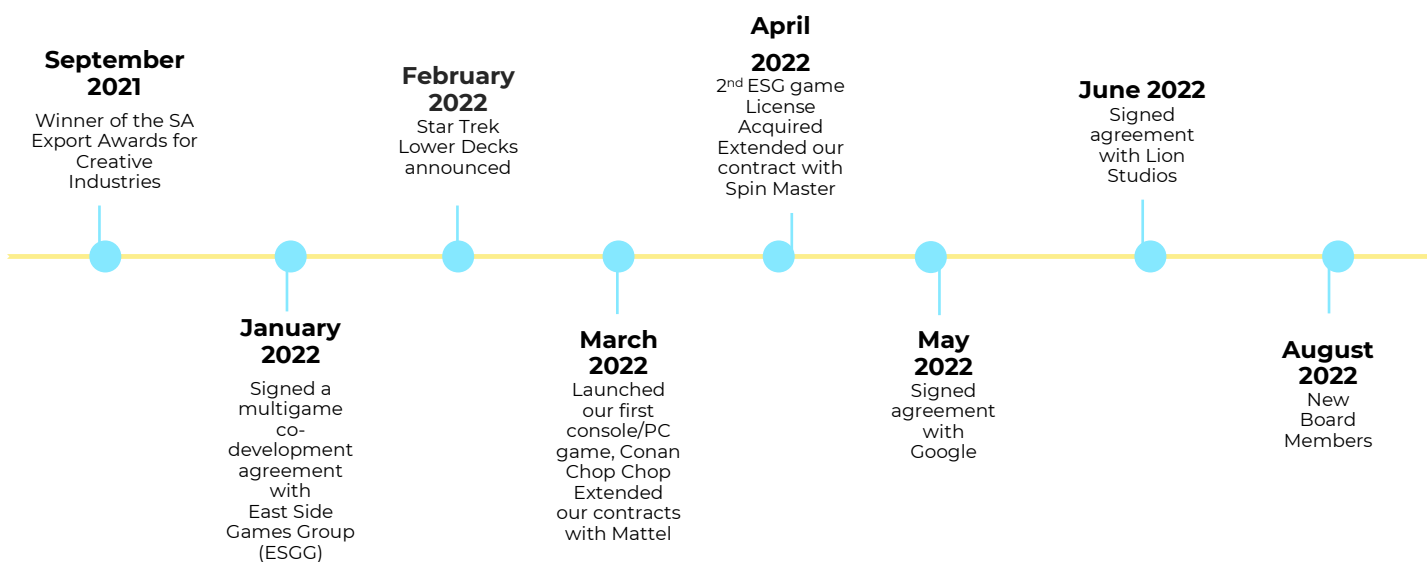 September
2021
Winner of the SA
Export Awards for
Creative
Industries
January
2022
Signed a
multigame
co-
development
agreement
with
East Side
Games Group
(ESGG)
February
2022
Star Trek
Lower Decks
announced
March
2022
Launched
our first
console/PC
game, Conan
Chop Chop
Extended
our contracts
with Mattel
April
2022
2nd ESG game
License
Acquired
Extended our
contract with
Spin Master
May
2022
Signed
agreement
with
Google
June 2022
Signed
agreement
with Lion
Studios
August
2022
New
Board
Members